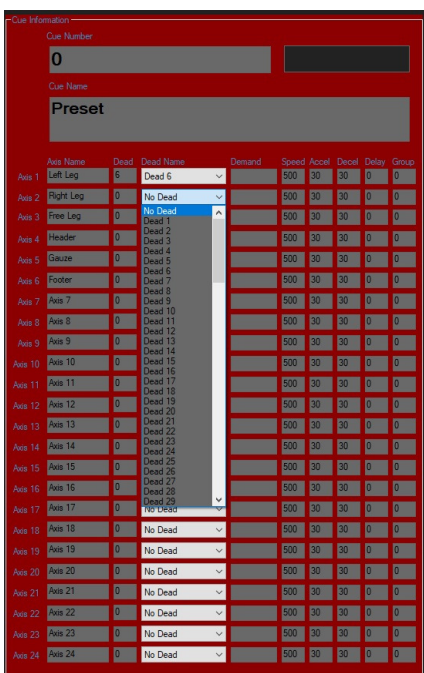 Cue Information
Cue Number
0
Cue Name
Preset
Axis Name Dead Dead Name Demand Speed Accel Decel Delay Group
Axis 1 Left Leg 6 Dead 6 500 30 30 0 0
Axis 2 Right Leg 0 No Dead 500 30 30 0 0
Axis 3 Free Leg 0 500 30 30 0 0
Axis 4 Header 0 500 30 30 0 0
Axis 5 Gauze 0 500 30 30 0 0
Axis 6 Footer 0 500 30 30 0 0
Axis 7 Axis 7 0 500 30 30 0 0
Axis 8 Axis 8 0 500 30 30 0 0
Axis 9 Axis 9 0 500 30 30 0 0
Axis 10 Axis 10 0 500 30 30 0 0
Axis 11 Axis 11 0 500 30 30 0 0
Axis 12 Axis 12 0 500 30 30 0 0
Axis 13 Axis 13 0 500 30 30 0 0
Axis 14 Axis 14 0 500 30 30 0 0
Axis 15 Axis 15 0 500 30 30 0 0
Axis 16 Axis 16 0 500 30 30 0 0
Axis 17 Axis 17 0 No Dead 500 30 30 0 0
Axis 18 Axis 18 0 No Dead 500 30 30 0 0
Axis 19 Axis 19 0 No Dead 500 30 30 0 0
Axis 20 Axis 20 0 No Dead 500 30 30 0 0
Axis 21 Axis 21 0 No Dead 500 30 30 0 0
Axis 22 Axis 22 0 No Dead 500 30 30 0 0
Axis 23 Axis 23 0 No Dead 500 30 30 0 0
Axis 24 Axis 24 0 No Dead 500 30 30 0 0
No Dead
Dead 1
Dead 2
Dead 3
Dead 4
Dead 5
Dead 6
Dead 7
Dead 8
Dead 9
Dead 10
Dead 11
Dead 12
Dead 13
Dead 14
Dead 15
Dead 16
Dead 17
Dead 18
Dead 19
Dead 20
Dead 21
Dead 22
Dead 23
Dead 24
Dead 25
Dead 26
Dead 27
Dead 28
Dead 29